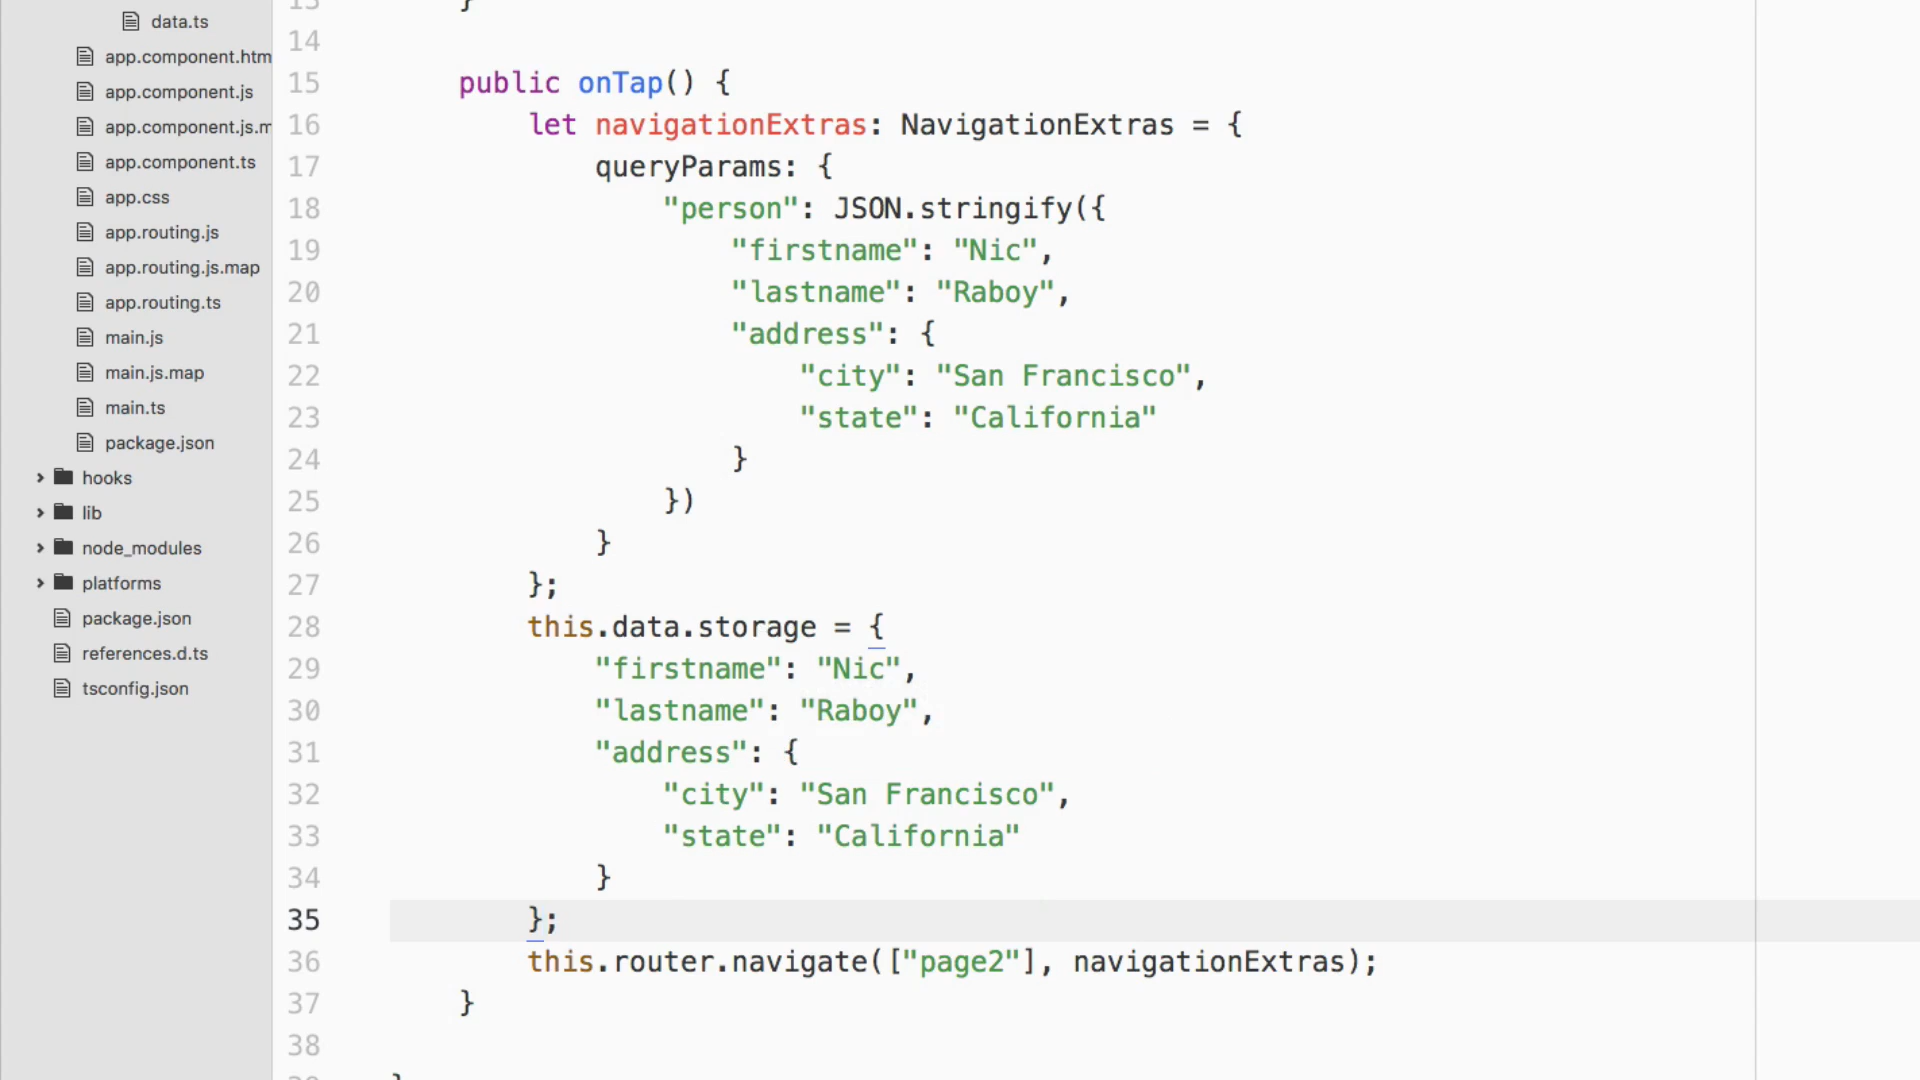 data.ts
app.component.htm
app.component.js
app.component.js.m
app.component.ts
app.css
app.routing.js
app.routing.js.map
app.routing.ts
main.js
main.js.map
main.ts
package.json
hooks
lib
node_modules
platforms
package.json
references.d.ts
tsconfig.json
13 }
14
15 public onTap() {
16 let navigationExtras: NavigationExtras = {
17 queryParams: {
18 "person": JSON.stringify({
19 "firstname": "Nic",
20 "lastname": "Raboy",
21 "address": {
22 "city": "San Francisco",
23 "state": "California"
24 }
25 })
26 }
27 };
28 this.data.storage = {
29 "firstname": "Nic",
30 "lastname": "Raboy",
31 "address": {
32 "city": "San Francisco",
33 "state": "California"
34 }
35 };
36 this.router.navigate(["page2"], navigationExtras);
37 }
38
39 }